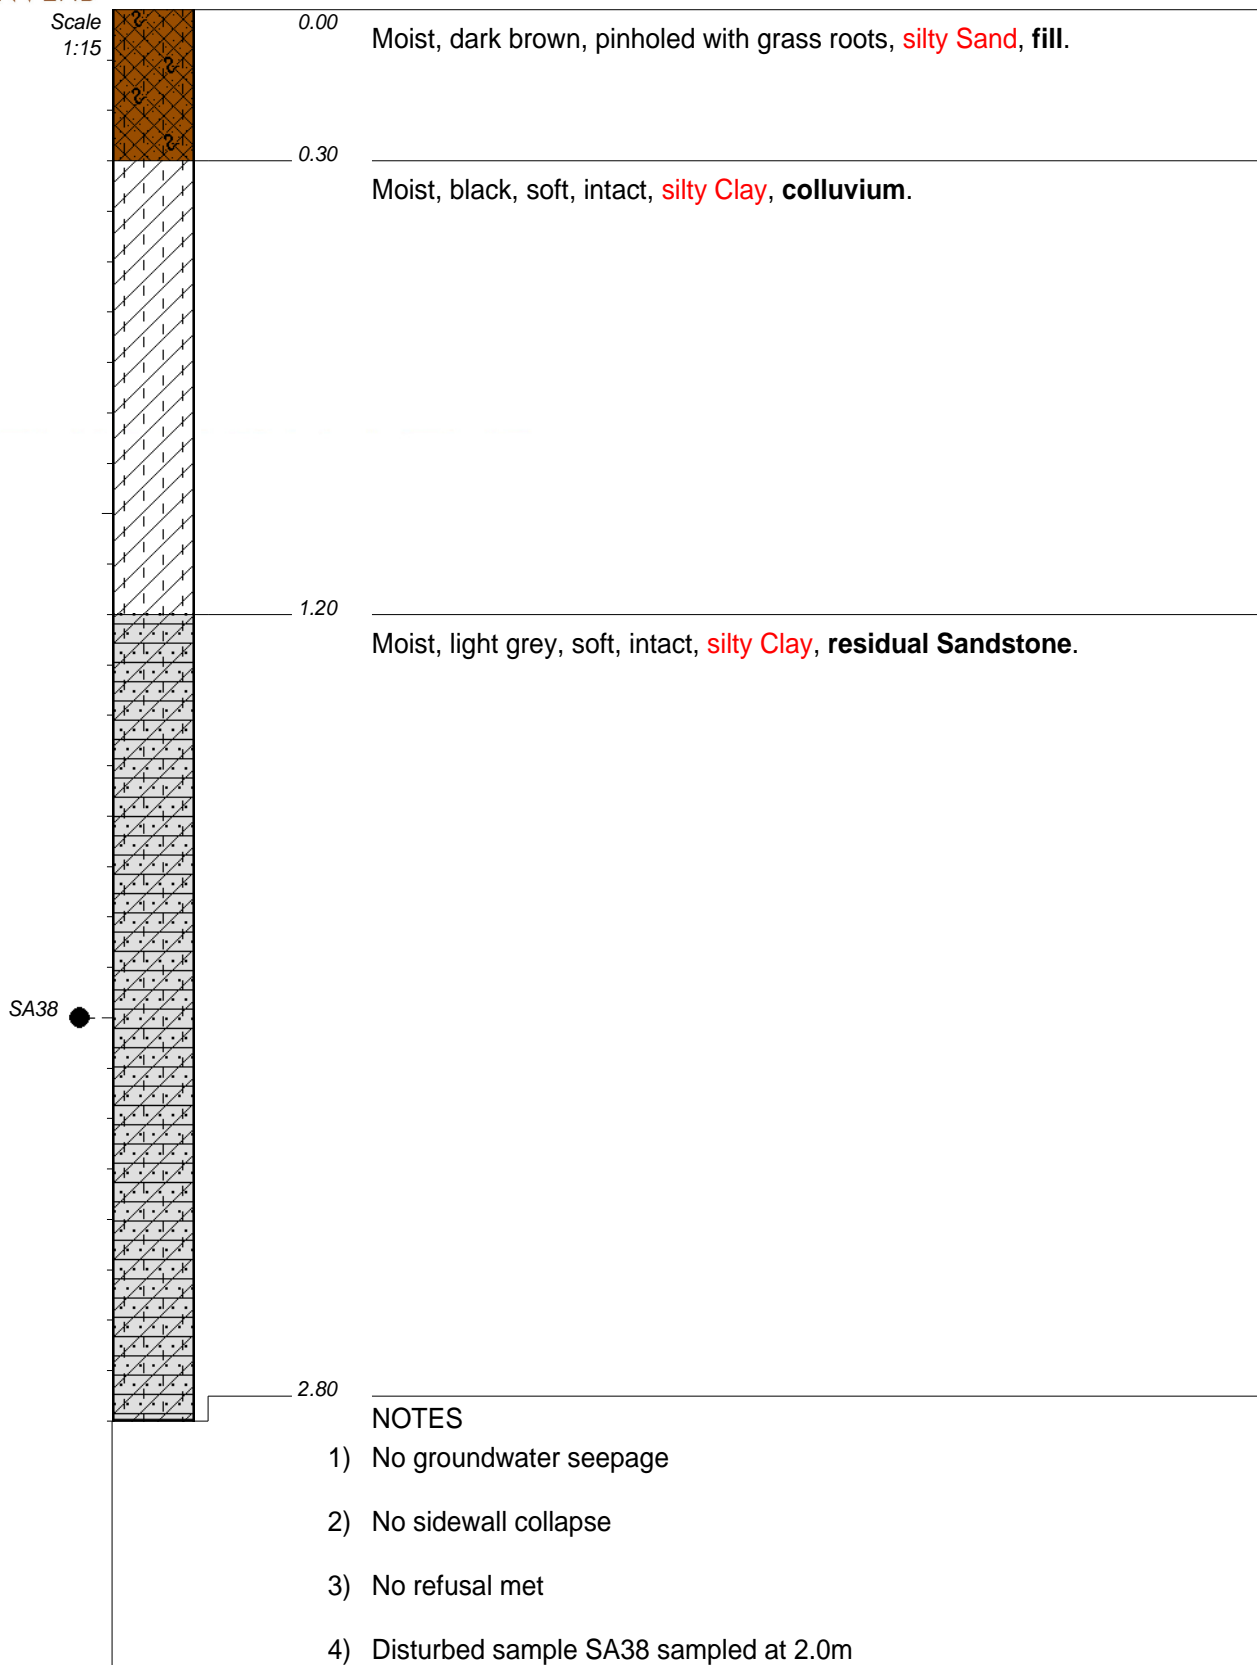 Scale
1:15
0.00
Moist, dark brown, pinholed with grass roots, silty Sand, fill.
0.30
Moist, black, soft, intact, silty Clay, colluvium.
1.20
Moist, light grey, soft, intact, silty Clay, residual Sandstone.
SA38
2.80
NOTES
1) No groundwater seepage
2) No sidewall collapse
3) No refusal met
4) Disturbed sample SA38 sampled at 2.0m